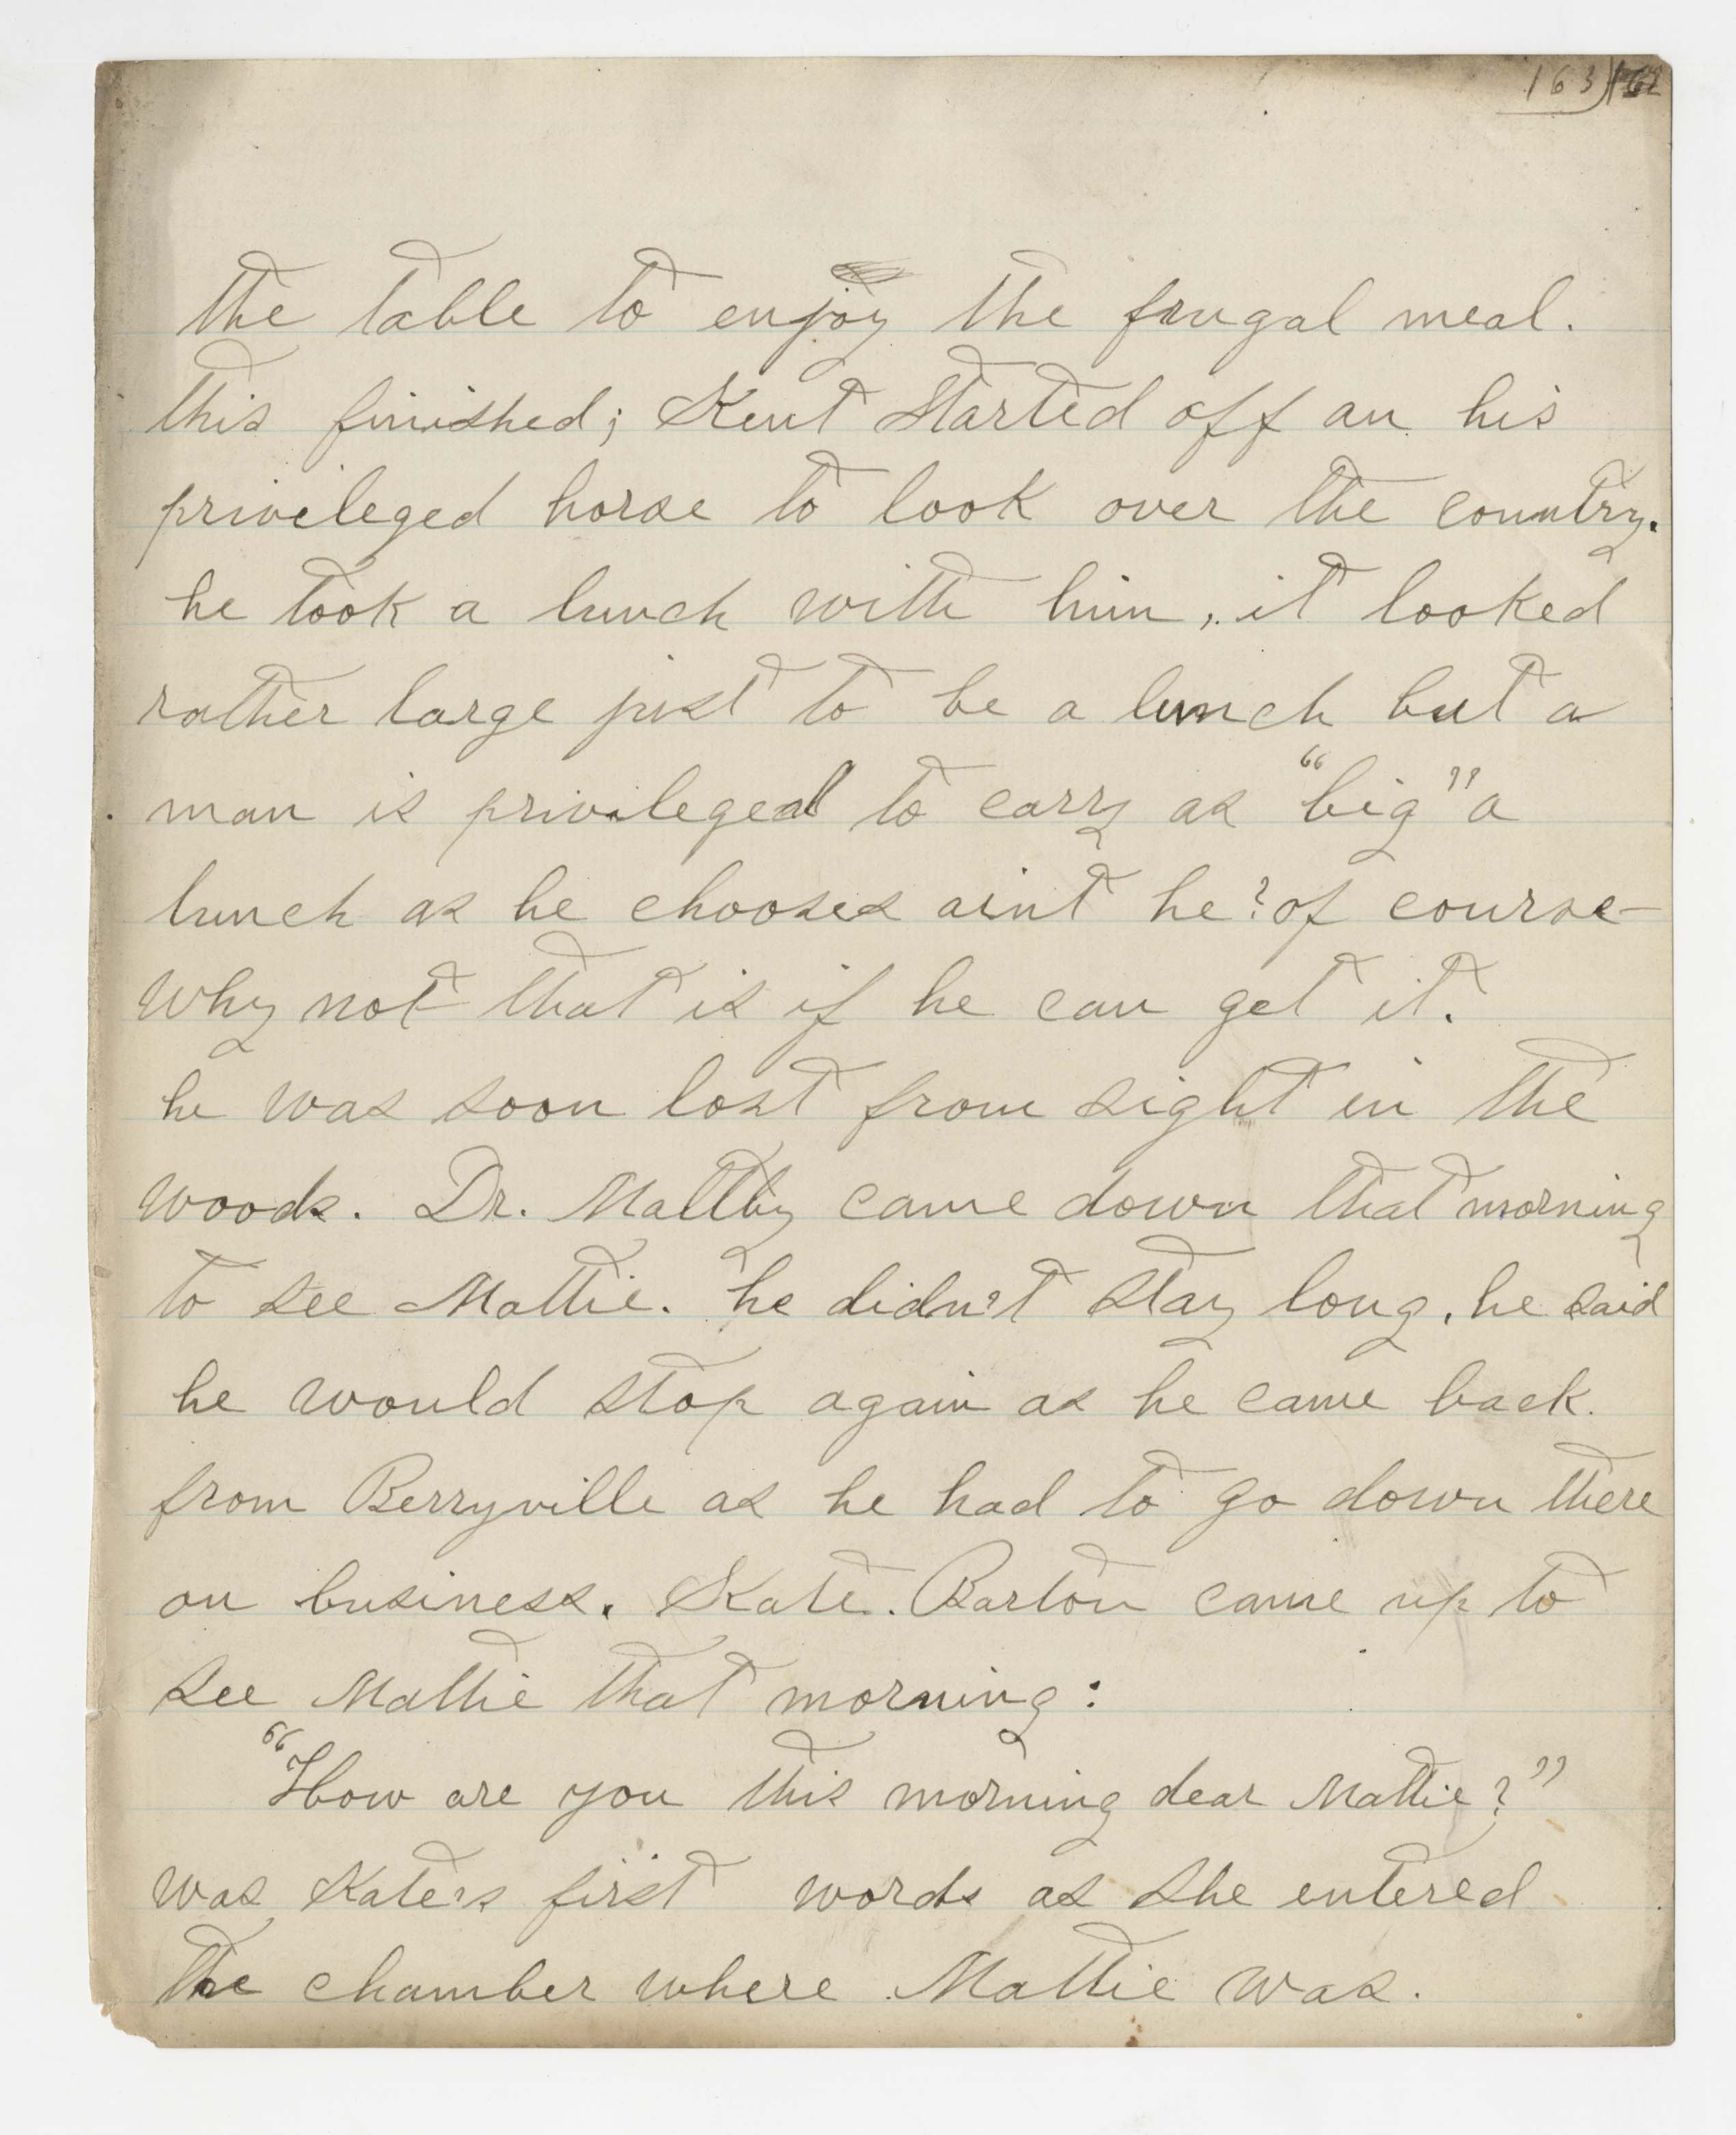 163
the table to enjoy the frugal meal.
this finished; Kent started off on his
privileged horse to look over the country.
he took a lunch with him, it looked
rather large just to be a lunch but a
man is privileged to carry as "big" a
lunch as he chooses aint he? of course
why not that is if he can get it.
he was soon lost from sight in the
woods. Dr. Maltby came down that morning
to see Mattie. he didn't stay long, he said
he would stop again as he came back.
from Berryville as he had to go down there
on business. Kate. Barton came up to
see Mattie that morning:
"How are you this morning dear Mattie?"
was Kate's first words as she entered
the chamber where Mattie was.